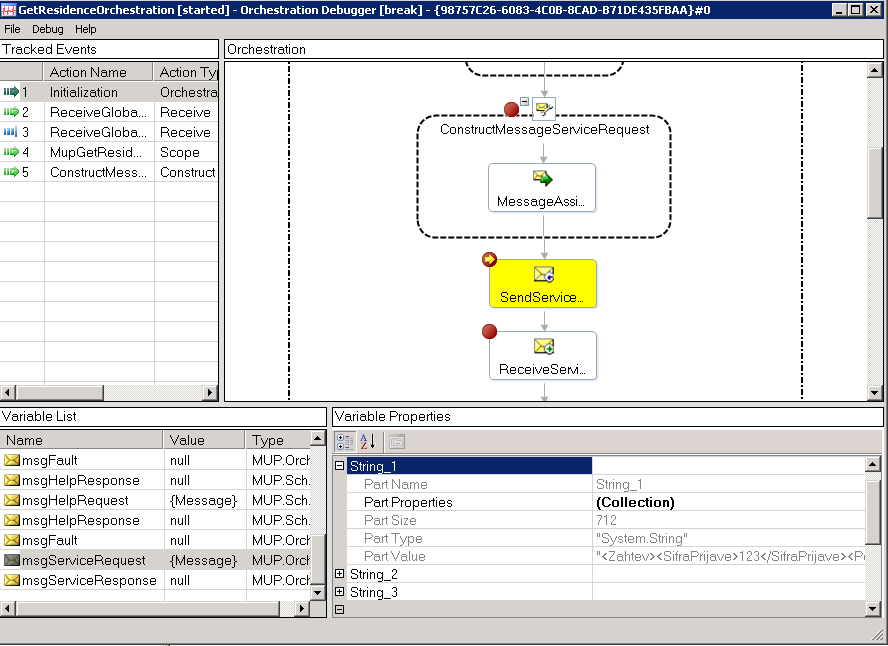 GetResidenceOrchestration [started] - Orchestration Debugger [break] - {98757C26-6083-4C0B-8CAD-B71DE435FBAA}#0
File Debug Help
Tracked Events
Orchestration
Action Name Action Typ
1 Initialization Orchestra
2 ReceiveGloba... Receive
3 ReceiveGloba... Receive
4 MupGetResid... Scope
5 ConstructMess... Construct
ConstructMessageServiceRequest
MessageAssi...
SendService...
ReceiveServi...
Variable List
Name Value Type
msgFault null MUP.Orch
msgHelpResponse null MUP.Sch.
msgHelpRequest {Message} MUP.Sch.
msgHelpResponse null MUP.Sch.
msgFault null MUP.Orch
msgServiceRequest {Message} MUP.Orch
msgServiceResponse null MUP.Orch
Variable Properties
String_1
Part Name String_1
Part Properties (Collection)
Part Size 712
Part Type "System.String"
Part Value "<Zahtev><SifraPrijave>123</SifraPrijave><Po
String_2
String_3